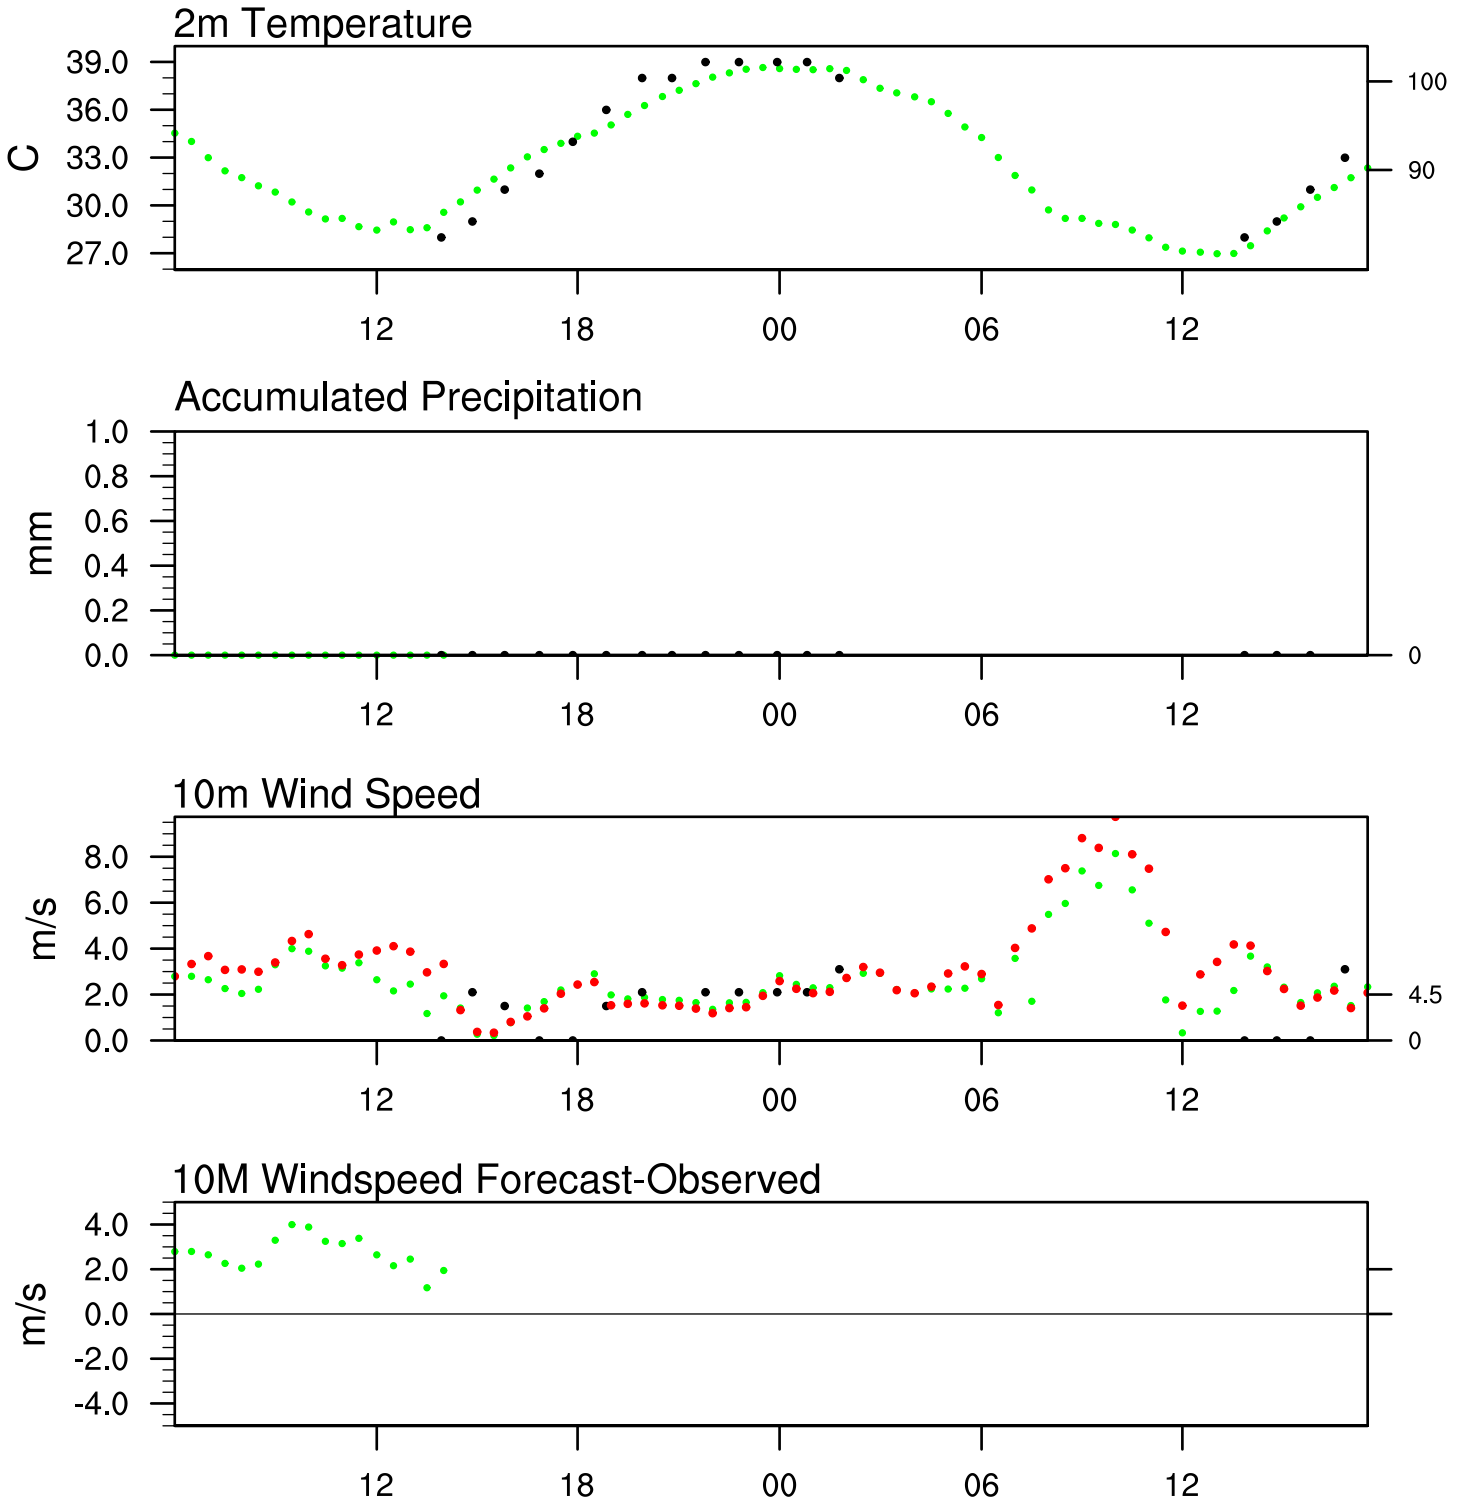 2m Temperature
39.0
36.0
33.0
30.0
27.0
C
100
90
12 18 00 06 12
Accumulated Precipitation
1.0
0.8
0.6
0.4
0.2
0.0
mm
0
12 18 00 06 12
10m Wind Speed
8.0
6.0
4.0
2.0
0.0
m/s
4.5
0
12 18 00 06 12
10M Windspeed Forecast-Observed
4.0
2.0
0.0
-2.0
-4.0
m/s
12 18 00 06 12